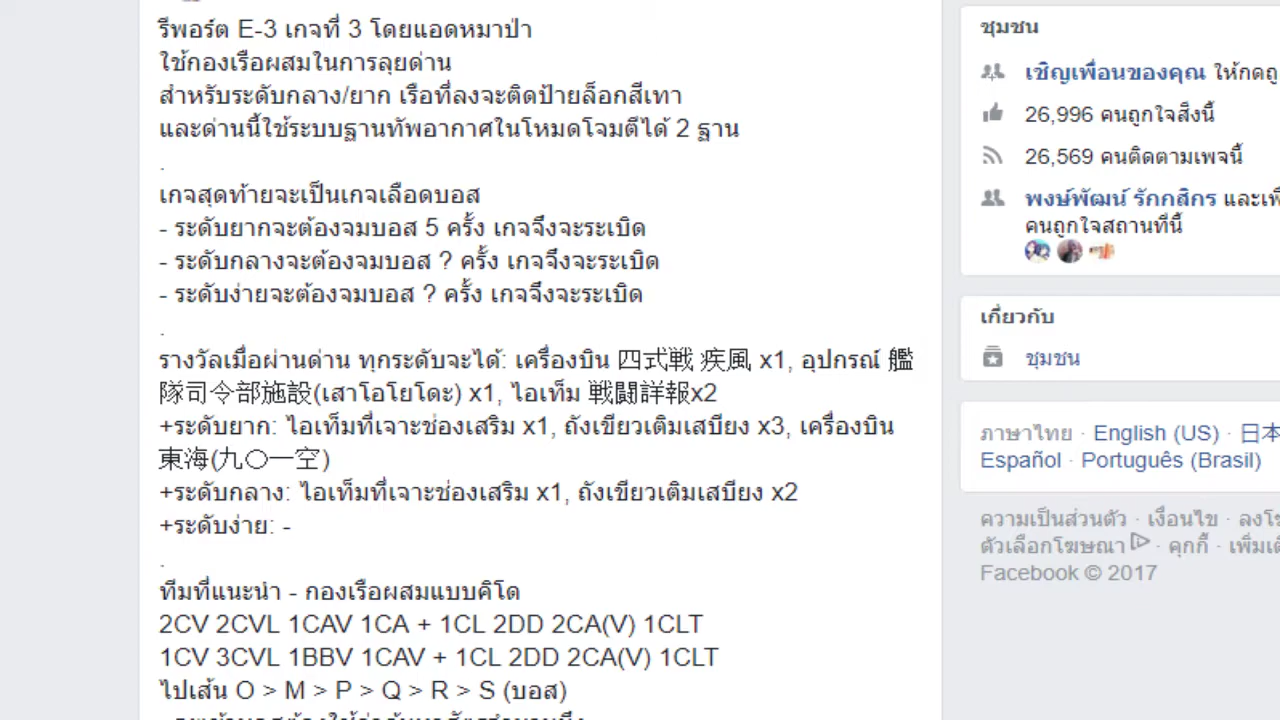 รีพอร์ต E-3 เกจที่ 3 โดยแอดหมาป่า
ใช้กองเรือผสมในการลุยด่าน
สำหรับระดับกลาง/ยาก เรือที่ลงจะติดป้ายล็อกสีเทา
และด่านนี้ใช้ระบบฐานทัพอากาศในโหมดโจมตีได้ 2 ฐาน
.
เกจสุดท้ายจะเป็นเกจเลือดบอส
- ระดับยากจะต้องจมบอส 5 ครั้ง เกจจึงจะระเบิด
- ระดับกลางจะต้องจมบอส ? ครั้ง เกจจึงจะระเบิด
- ระดับง่ายจะต้องจมบอส ? ครั้ง เกจจึงจะระเบิด
.
รางวัลเมื่อผ่านด่าน ทุกระดับจะได้: เครื่องบิน 四式戦 疾風 x1, อุปกรณ์ 艦
隊司令部施設(เสาโอโยโดะ) x1, ไอเท็ม 戦闘詳報x2
+ระดับยาก: ไอเท็มที่เจาะช่องเสริม x1, ถังเขียวเติมเสบียง x3, เครื่องบิน
東海(九〇一空)
+ระดับกลาง: ไอเท็มที่เจาะช่องเสริม x1, ถังเขียวเติมเสบียง x2
+ระดับง่าย: -
.
ทีมที่แนะนำ - กองเรือผสมแบบคิโด
2CV 2CVL 1CAV 1CA + 1CL 2DD 2CA(V) 1CLT
1CV 3CVL 1BBV 1CAV + 1CL 2DD 2CA(V) 1CLT
ไปเส้น O > M > P > Q > R > S (บอส)
ชุมชน
เชิญเพื่อนของคุณ ให้กดถู
26,996 คนถูกใจสิ่งนี้
26,569 คนติดตามเพจนี้
พงษ์พัฒน์ รักกสิกร และเพื่
คนถูกใจสถานที่นี้
เกี่ยวกับ
ชุมชน
ภาษาไทย · English (US) · 日本
Español · Português (Brasil)
ความเป็นส่วนตัว · เงื่อนไข · ลงโฆ
ตัวเลือกโฆษณา · คุกกี้ · เพิ่มเติ
Facebook © 2017